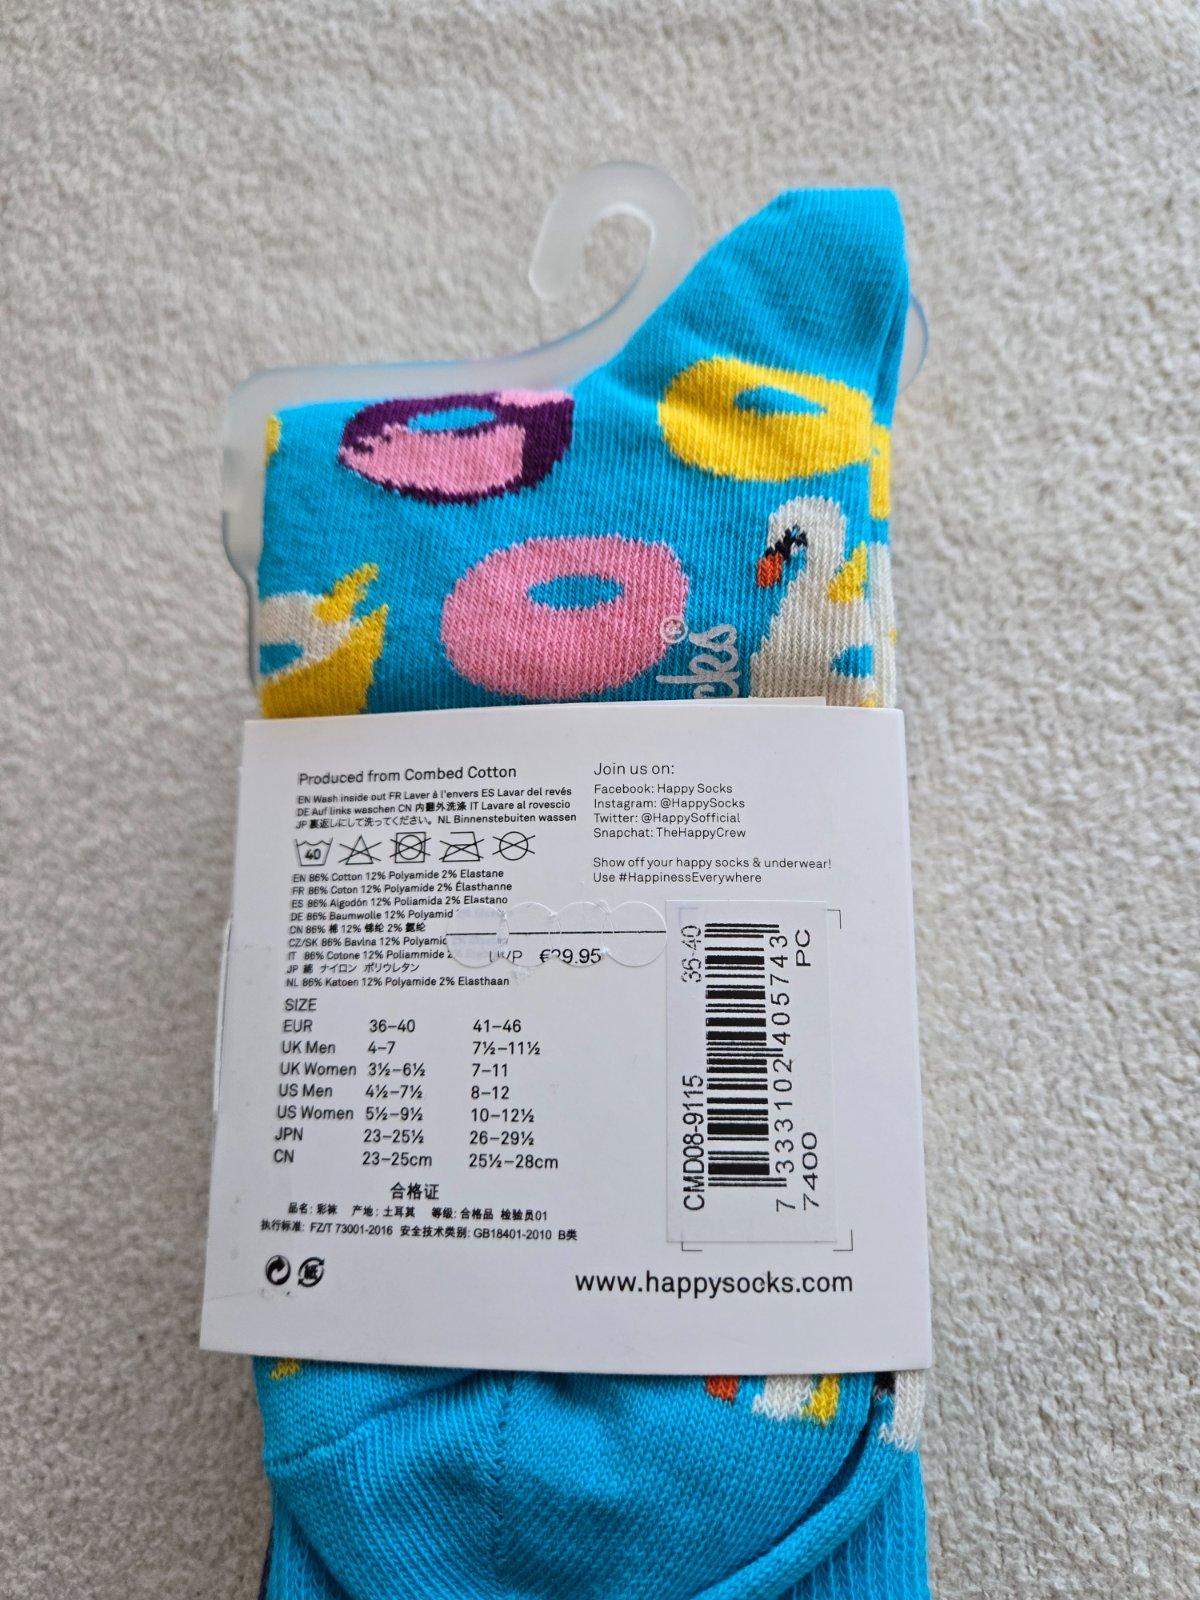 ®
cks
Produced from Combed Cotton
EN Wash inside out FR Laver à l'envers ES Lavar del revés
DE Auf links waschen CN 内翻外洗涤 IT Lavare al rovescio
JP 裏返しにして洗ってください。NL Binnenstebuiten wassen
40
EN 86% Cotton 12% Polyamide 2% Elastane
FR 86% Coton 12% Polyamide 2% Élasthanne
ES 86% Algodón 12% Poliamida 2% Elastano
DE 86% Baumwolle 12% Polyamid
CN 86% 棉 12% 锦纶 2% 氨纶
CZ/SK 86% Bavlna 12% Polyamid
IT 86% Cotone 12% Poliammide 2%
JP 綿 ナイロン ポリウレタン
NL 86% Katoen 12% Polyamide 2% Elasthaan
UVP €29.95
SIZE
EUR 36–40 41–46
UK Men 4–7 7½–11½
UK Women 3½–6½ 7–11
US Men 4½–7½ 8–12
US Women 5½–9½ 10–12½
JPN 23–25½ 26–29½
CN 23–25cm 25½–28cm
合格证
品名: 彩袜 产地: 土耳其 等级: 合格品 检验员01
执行标准: FZ/T 73001-2016 安全技术类别: GB18401-2010 B类
Join us on:
Facebook: Happy Socks
Instagram: @HappySocks
Twitter: @HappySofficial
Snapchat: TheHappyCrew
Show off your happy socks & underwear!
Use #HappinessEverywhere
CMD08-9115 36-40
7333102405743
7400 PC
www.happysocks.com